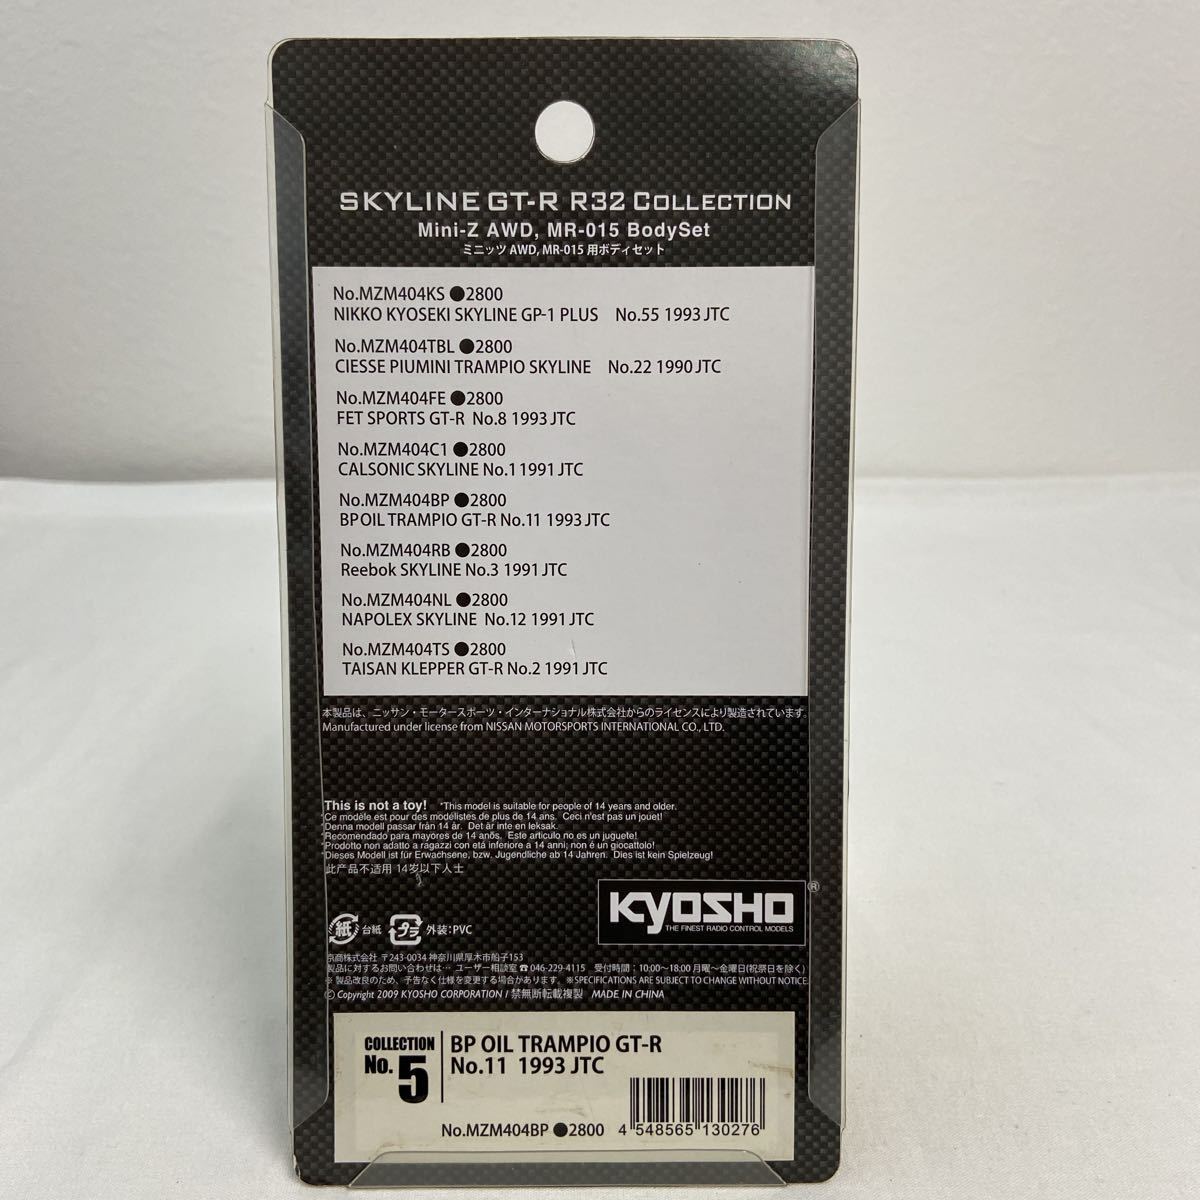 SKYLINE GT-R R32 COLLECTION
Mini-Z AWD, MR-015 BodySet
ミニッツ AWD, MR-015 用ボディセット
No.MZM404KS ●2800
NIKKO KYOSEKI SKYLINE GP-1 PLUS No.55 1993 JTC
No.MZM404TBL ●2800
CIESSE PIUMINI TRAMPIO SKYLINE No.22 1990 JTC
No.MZM404FE ●2800
FET SPORTS GT-R No.8 1993 JTC
No.MZM404C1 ●2800
CALSONIC SKYLINE No.1 1991 JTC
No.MZM404BP ●2800
BP OIL TRAMPIO GT-R No.11 1993 JTC
No.MZM404RB ●2800
Reebok SKYLINE No.3 1991 JTC
No.MZM404NL ●2800
NAPOLEX SKYLINE No.12 1991 JTC
No.MZM404TS ●2800
TAISAN KLEPPER GT-R No.2 1991 JTC
本製品は、ニッサン・モータースポーツ・インターナショナル株式会社からのライセンスにより製造されています。
Manufactured under license from NISSAN MOTORSPORTS INTERNATIONAL CO., LTD.
This is not a toy! *This model is suitable for people of 14 years and older.
*Ce modèle est pour des modélistes de plus de 14 ans. Ceci n'est pas un jouet!
*Denna modell passar från 14 år. Det är inte en leksak.
*Recomendado para mayores de 14 anõs. Este articulo no es un juguete!
*Prodotto non adatto a ragazzi con etá inferiore a 14 anni; non é un giocattolo!
*Dieses Modell ist für Erwachsene, bzw. Jugendliche ab 14 Jahren. Dies ist kein Spielzeug!
此产品不适用 14岁以下人士
KYOSHO ®
THE FINEST RADIO CONTROL MODELS
紙 台紙 プラ 外装:PVC
京商株式会社 〒243-0034 神奈川県厚木市船子153
製品に対するお問い合わせは… ユーザー相談室 ☎046-229-4115 受付時間:10:00〜18:00 月曜〜金曜日(祝祭日を除く)
※ 製品改良のため、予告なく仕様を変更する場合があります。 ※SPECIFICATIONS ARE SUBJECT TO CHANGE WITHOUT NOTICE.
© Copyright 2009 KYOSHO CORPORATION / 禁無断転載複製 MADE IN CHINA
COLLECTION
No. 5
BP OIL TRAMPIO GT-R
No.11 1993 JTC
No.MZM404BP ●2800
4 548565 130276